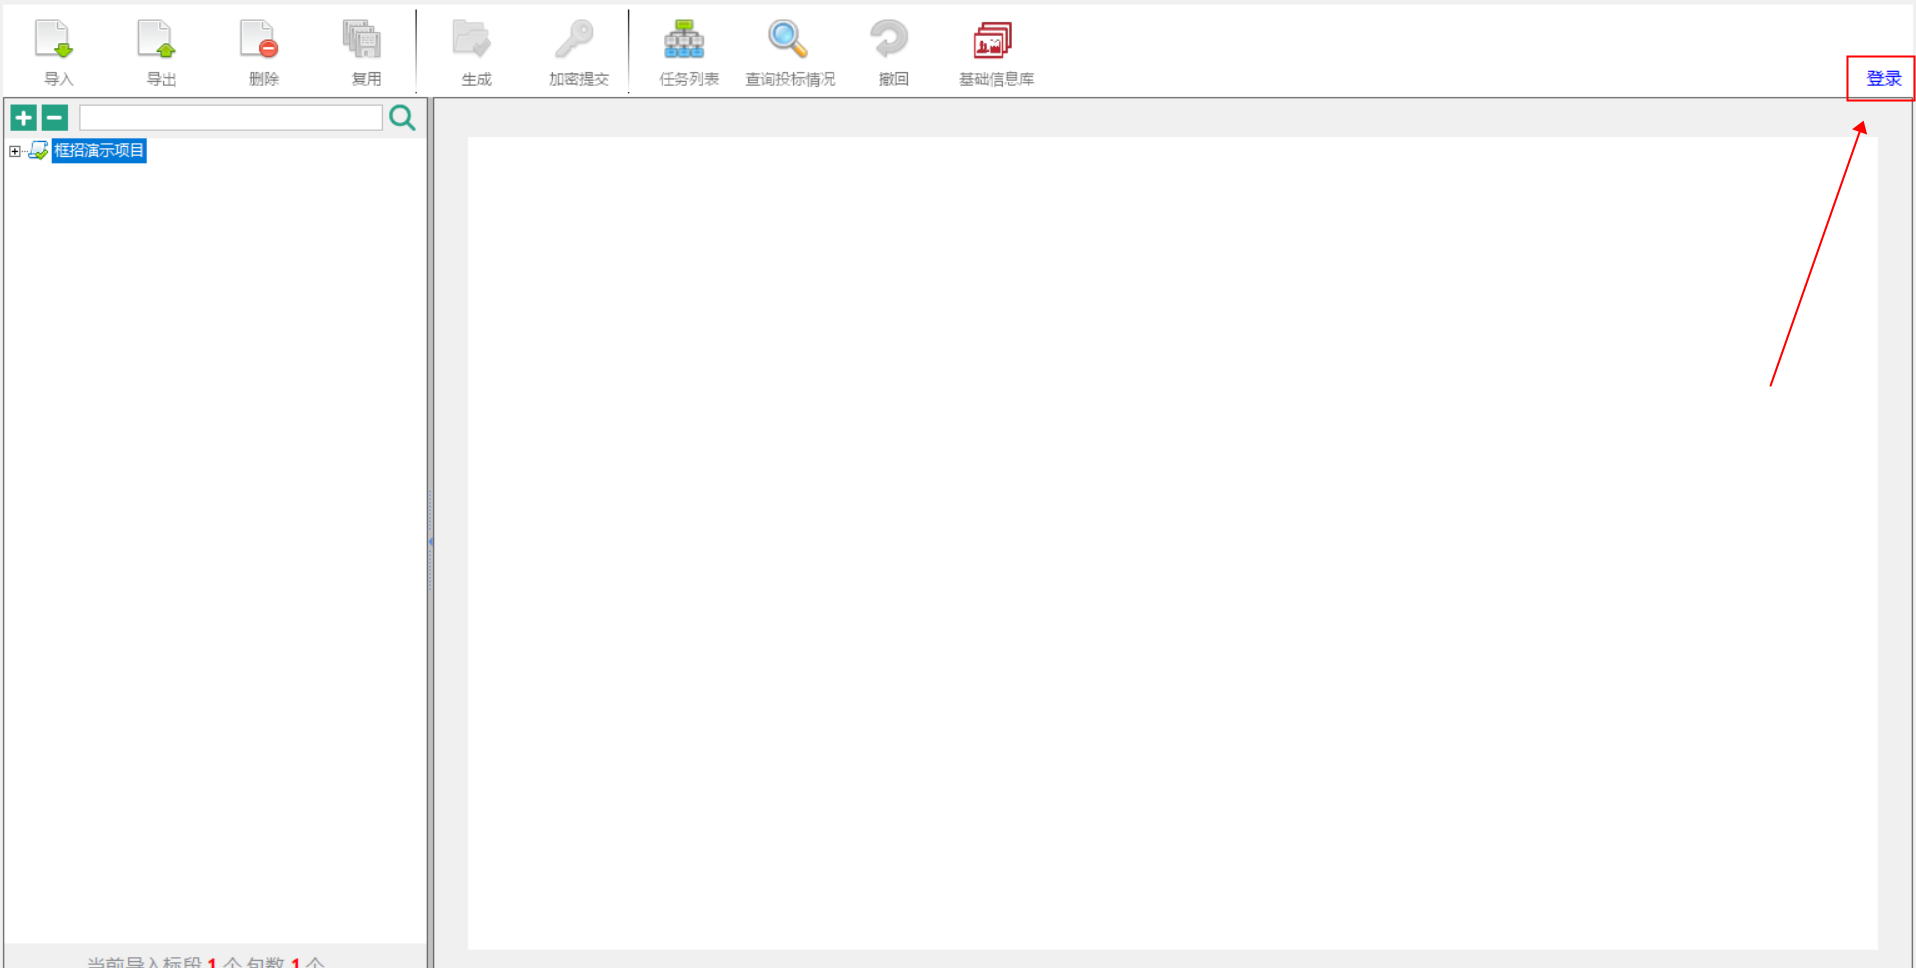 导入 导出 删除 复用 生成 加密提交 任务列表 查询投标情况 撤回 基础信息库 登录
框招演示项目
当前导入标段 1 个 包数 1 个